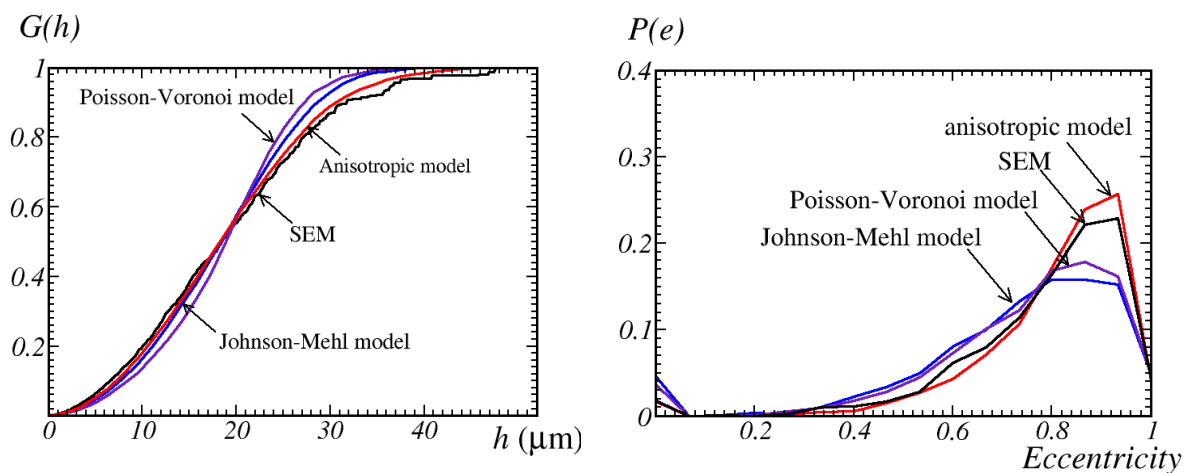 G(h)
1
0.8
0.6
0.4
0.2
0
10
20
30
40
h (μm)
Poisson-Voronoi model
Anisotropic model
SEM
Johnson-Mehl model
P(e)
0.4
0.3
0.2
0.1
0
0.2
0.4
0.6
0.8
1
Eccentricity
anisotropic model
SEM
Poisson-Voronoi model
Johnson-Mehl model